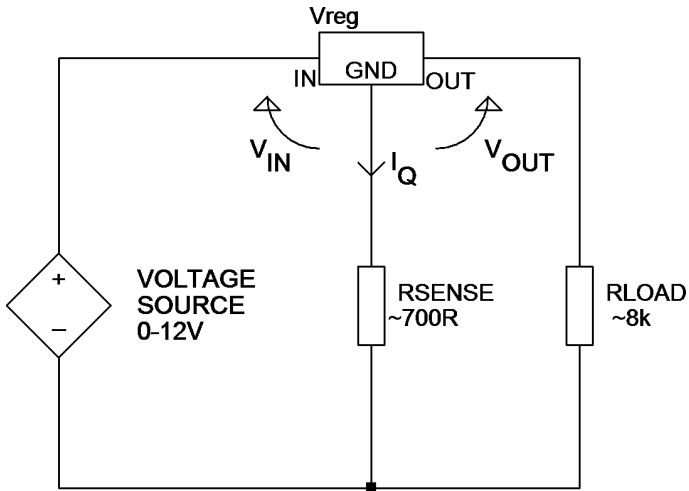 Vreg
IN
GND
OUT
VIN
IQ
VOUT
+
−
VOLTAGE
SOURCE
0-12V
RSENSE
~700R
RLOAD
~8k